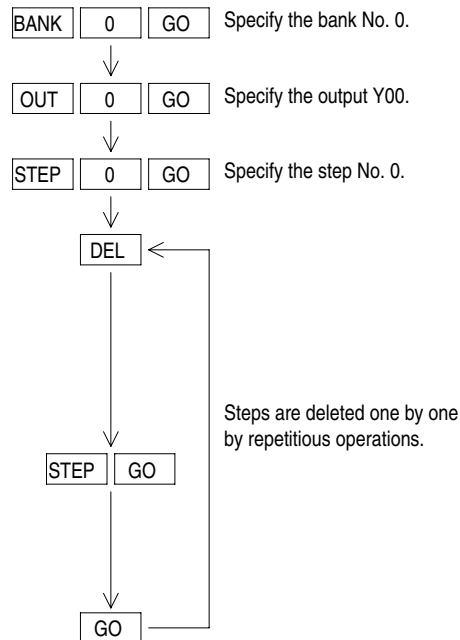 BANK 0 GO Specify the bank No. 0.
OUT 0 GO Specify the output Y00.
STEP 0 GO Specify the step No. 0.
DEL
Steps are deleted one by one
by repetitious operations.
STEP GO
GO